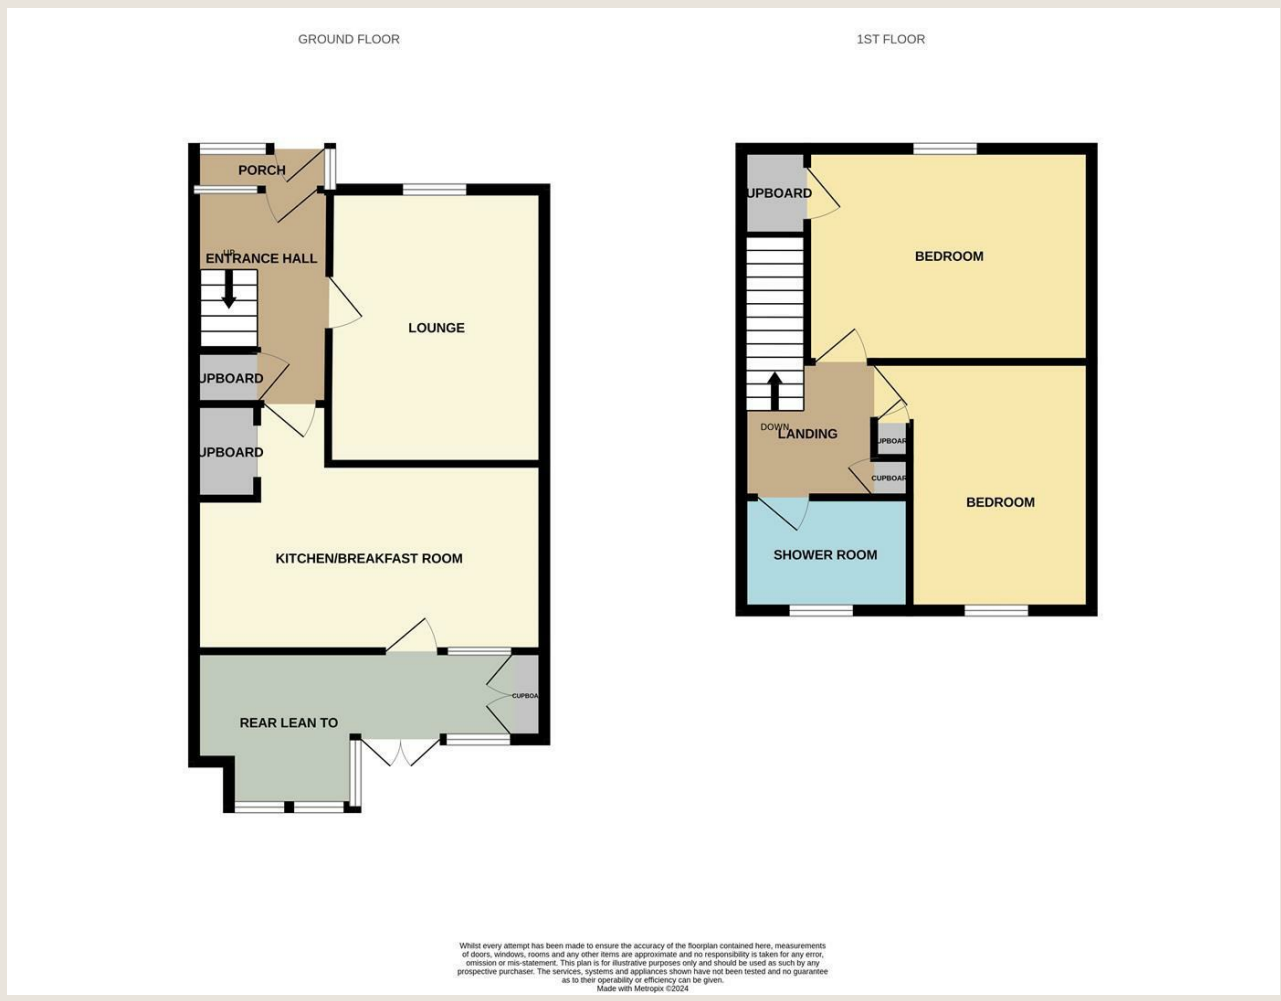 GROUND FLOOR
1ST FLOOR
PORCH
UP
ENTRANCE HALL
LOUNGE
UPBOARD
UPBOARD
KITCHEN/BREAKFAST ROOM
REAR LEAN TO
CUPBOA
UPBOARD
BEDROOM
DOWN
LANDING
UPBOAR
CUPBOAR
BEDROOM
SHOWER ROOM
Whilst every attempt has been made to ensure the accuracy of the floorplan contained here, measurements
of doors, windows, rooms and any other items are approximate and no responsibility is taken for any error,
omission or mis-statement. This plan is for illustrative purposes only and should be used as such by any
prospective purchaser. The services, systems and appliances shown have not been tested and no guarantee
as to their operability or efficiency can be given.
Made with Metropix ©2024